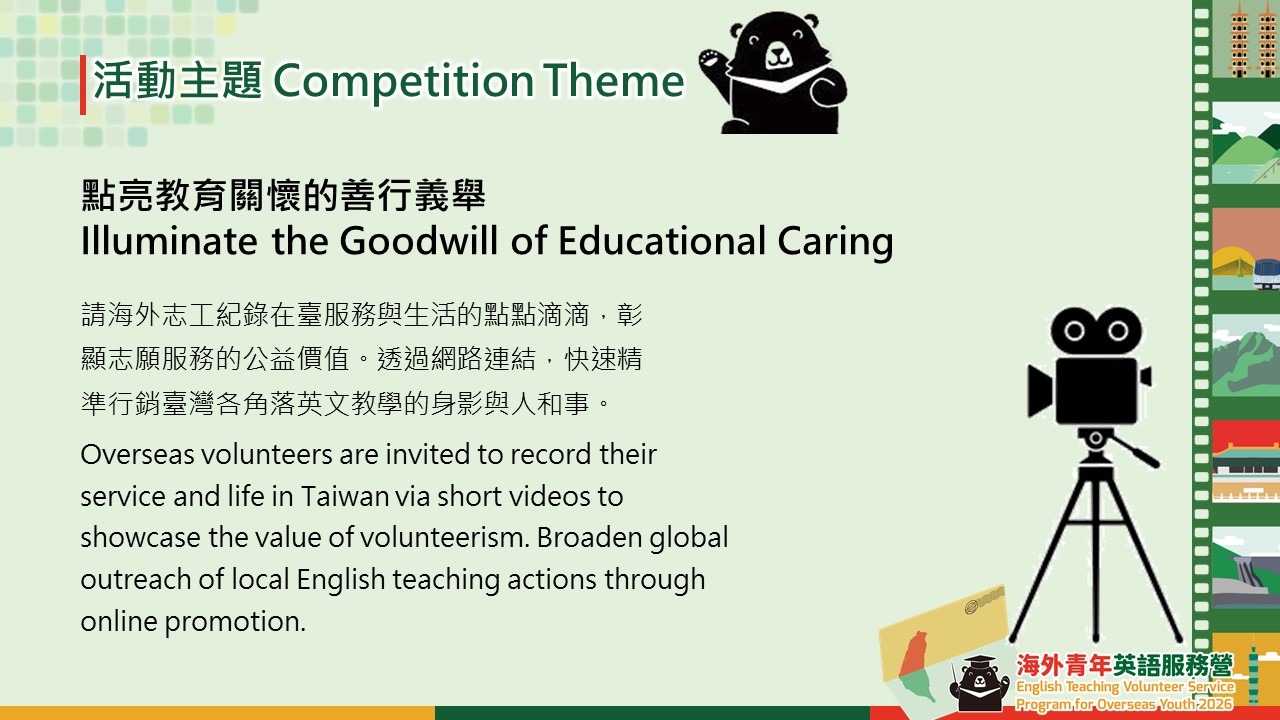 活動主題 Competition Theme
點亮教育關懷的善行義舉
Illuminate the Goodwill of Educational Caring
請海外志工紀錄在臺服務與生活的點點滴滴，彰
顯志願服務的公益價值。透過網路連結，快速精
準行銷臺灣各角落英文教學的身影與人和事。
Overseas volunteers are invited to record their
service and life in Taiwan via short videos to
showcase the value of volunteerism. Broaden global
outreach of local English teaching actions through
online promotion.
海外青年英語服務營
English Teaching Volunteer Service
Program for Overseas Youth 2026